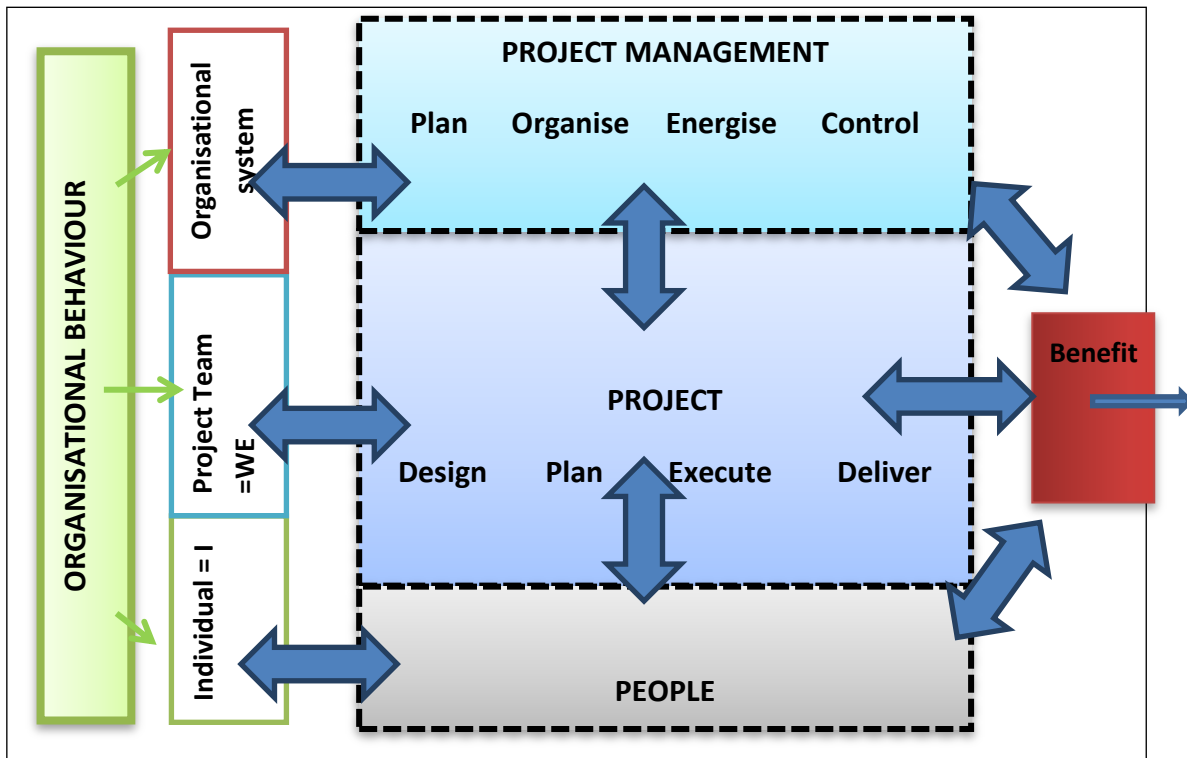 ORGANISATIONAL BEHAVIOUR
Organisational
system
Project Team
=WE
Individual = I
PROJECT MANAGEMENT
Plan Organise Energise Control
PROJECT
Design Plan Execute Deliver
PEOPLE
Benefit